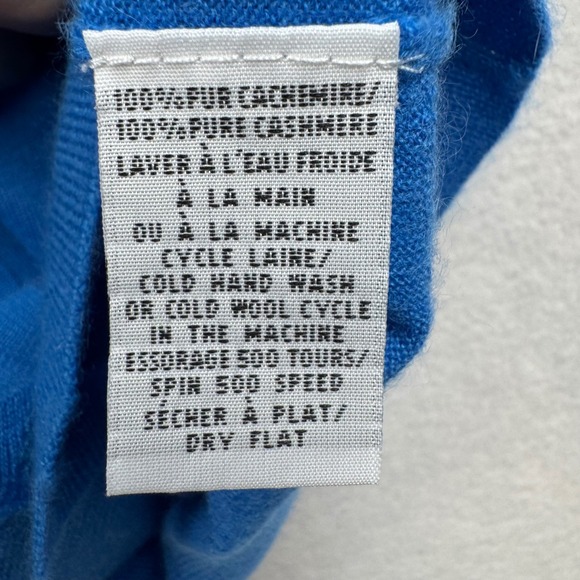 100%PUR CACHEMIRE/
100%PURE CASHMERE
LAVER À L'EAU FROIDE
À LA MAIN
OU À LA MACHINE
CYCLE LAINE/
COLD HAND WASH
OR COLD WOOL CYCLE
IN THE MACHINE
ESSORAGE 500 TOURS/
SPIN 500 SPEED
SÉCHER À PLAT/
DRY FLAT